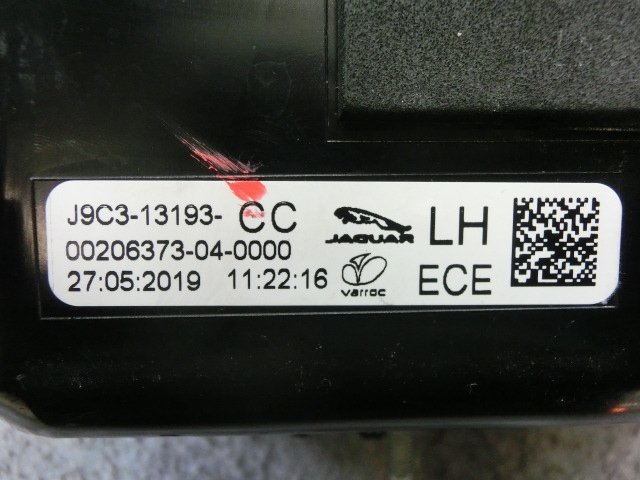 J9C3-13193- CC
00206373-04-0000
27:05:2019 11:22:16
JAGUAR
varroc
LH
ECE